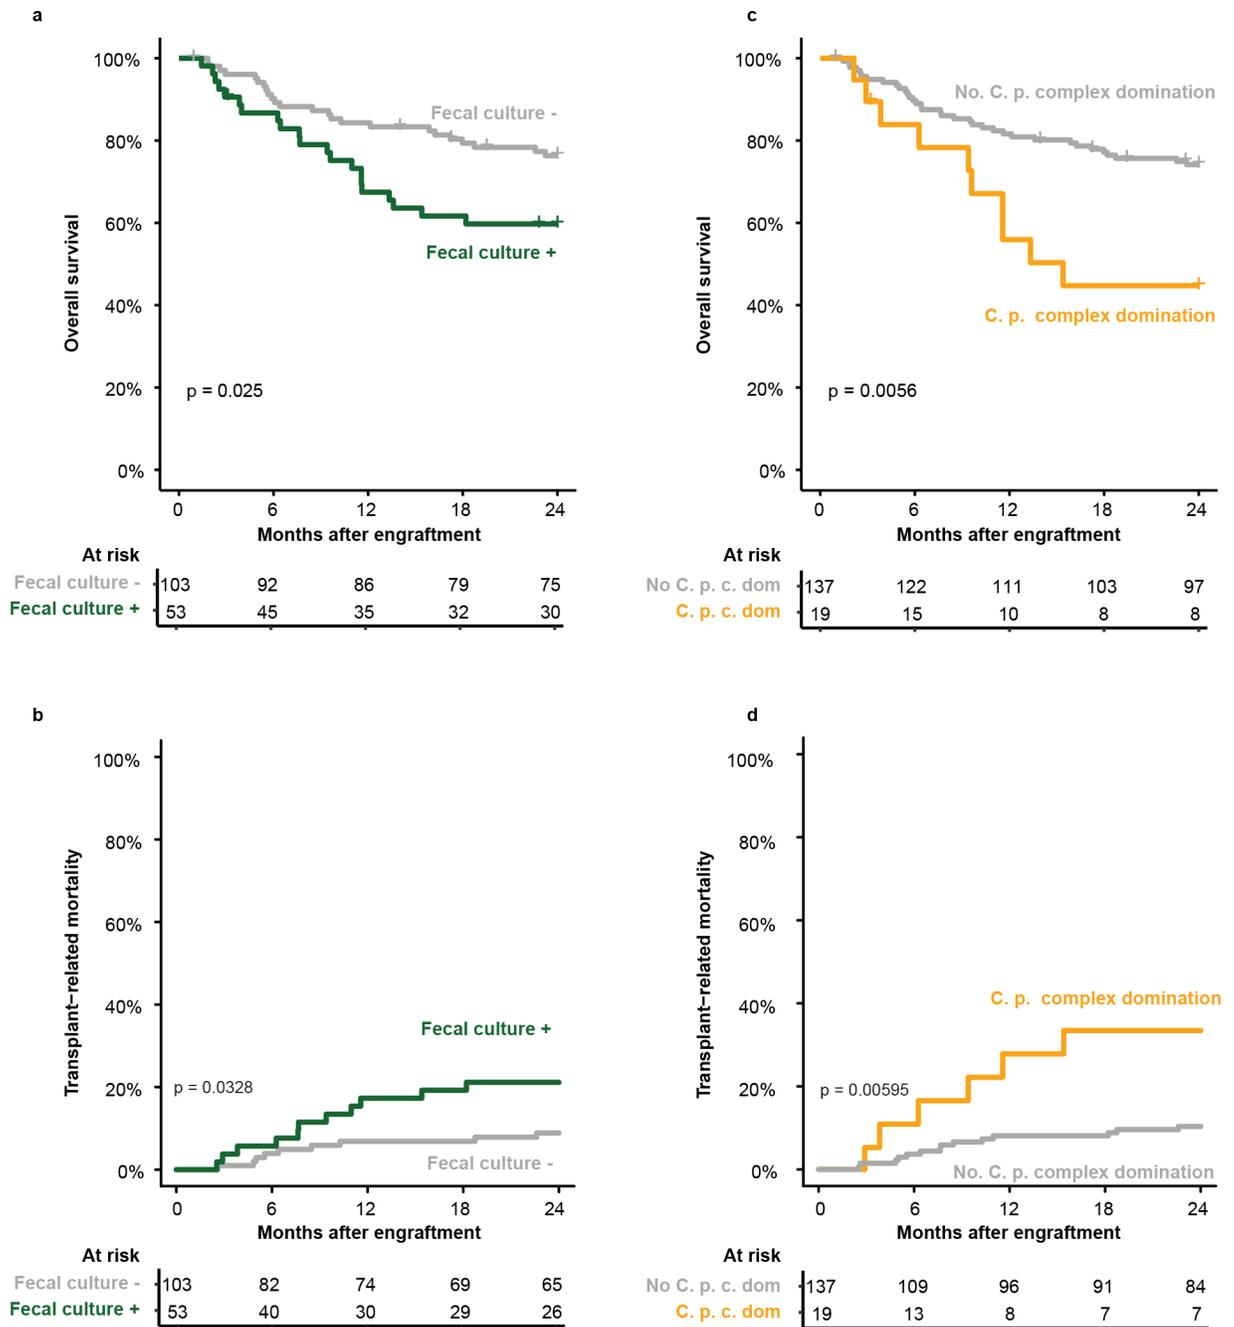 a
100%
80%
60%
40%
20%
0%
Overall survival
Fecal culture -
Fecal culture +
p = 0.025
0 6 12 18 24
Months after engraftment
At risk
Fecal culture - 103 92 86 79 75
Fecal culture + 53 45 35 32 30
c
100%
80%
60%
40%
20%
0%
Overall survival
No. C. p. complex domination
C. p. complex domination
p = 0.0056
0 6 12 18 24
Months after engraftment
At risk
No C. p. c. dom 137 122 111 103 97
C. p. c. dom 19 15 10 8 8
b
100%
80%
60%
40%
20%
0%
Transplant−related mortality
Fecal culture +
p = 0.0328
Fecal culture -
0 6 12 18 24
Months after engraftment
At risk
Fecal culture - 103 82 74 69 65
Fecal culture + 53 40 30 29 26
d
100%
80%
60%
40%
20%
0%
Transplant−related mortality
C. p. complex domination
p = 0.00595
No. C. p. complex domination
0 6 12 18 24
Months after engraftment
At risk
No C. p. c. dom 137 109 96 91 84
C. p. c. dom 19 13 8 7 7